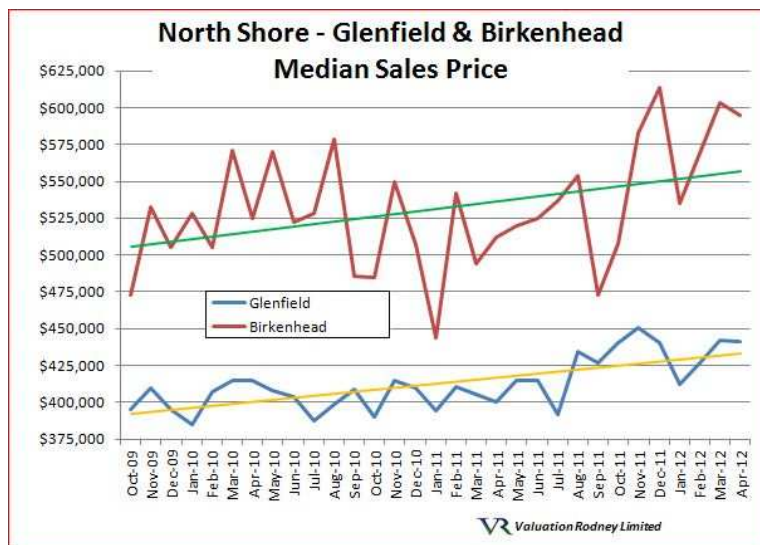 North Shore - Glenfield & Birkenhead
Median Sales Price
$625,000
$600,000
$575,000
$550,000
$525,000
$500,000
$475,000
$450,000
$425,000
$400,000
$375,000
Glenfield
Birkenhead
Oct-09
Nov-09
Dec-09
Jan-10
Feb-10
Mar-10
Apr-10
May-10
Jun-10
Jul-10
Aug-10
Sep-10
Oct-10
Nov-10
Dec-10
Jan-11
Feb-11
Mar-11
Apr-11
May-11
Jun-11
Jul-11
Aug-11
Sep-11
Oct-11
Nov-11
Dec-11
Jan-12
Feb-12
Mar-12
Apr-12
VR Valuation Rodney Limited